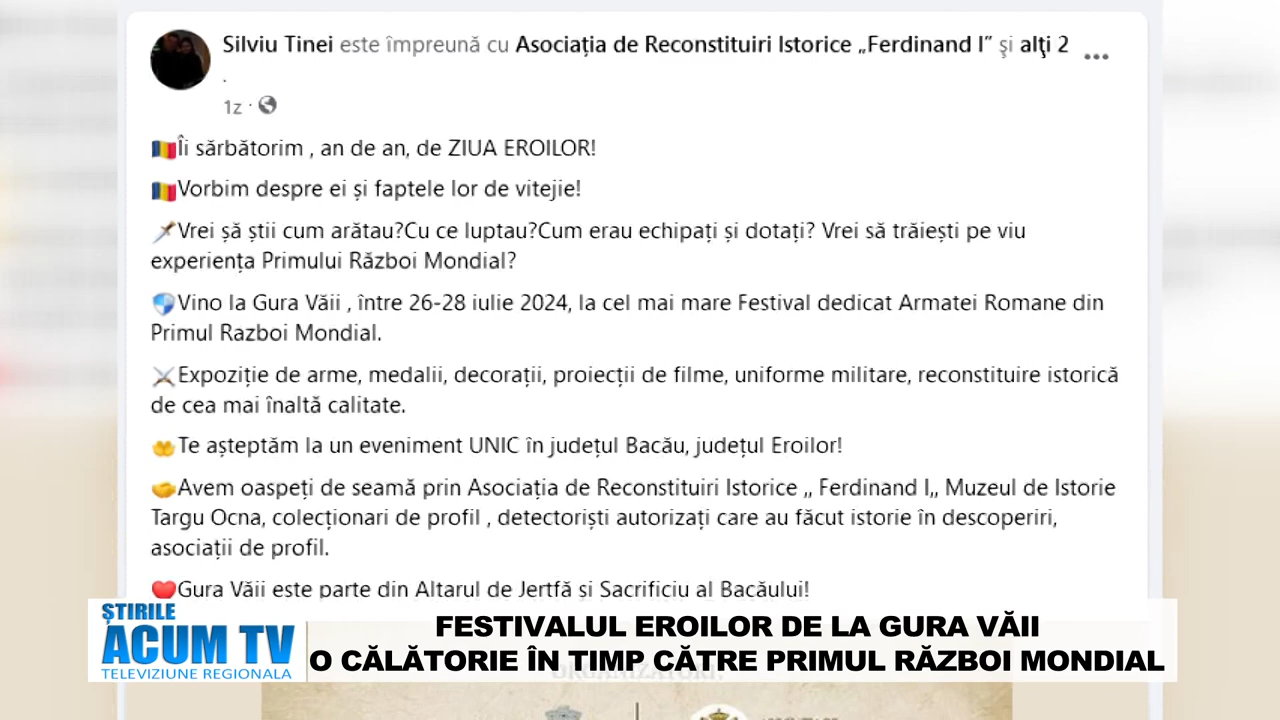 Silviu Tinei este împreună cu Asociația de Reconstituiri Istorice „Ferdinand I” și alți 2
.
1z ·
Îi sărbătorim , an de an, de ZIUA EROILOR!
Vorbim despre ei și faptele lor de vitejie!
Vrei șă știi cum arătau?Cu ce luptau?Cum erau echipați și dotați? Vrei să trăiești pe viu
experiența Primului Război Mondial?
Vino la Gura Văii , între 26-28 iulie 2024, la cel mai mare Festival dedicat Armatei Romane din
Primul Razboi Mondial.
Expoziție de arme, medalii, decorații, proiecții de filme, uniforme militare, reconstituire istorică
de cea mai înaltă calitate.
Te așteptăm la un eveniment UNIC în județul Bacău, județul Eroilor!
Avem oaspeți de seamă prin Asociația de Reconstituiri Istorice ,, Ferdinand I,, Muzeul de Istorie
Targu Ocna, colecționari de profil , detectoriști autorizați care au făcut istorie în descoperiri,
asociații de profil.
Gura Văii este parte din Altarul de Jertfă și Sacrificiu al Bacăului!
ȘTIRILE
ACUM TV
TELEVIZIUNE REGIONALA
FESTIVALUL EROILOR DE LA GURA VĂII
O CĂLĂTORIE ÎN TIMP CĂTRE PRIMUL RĂZBOI MONDIAL
ORGANIZATORI: